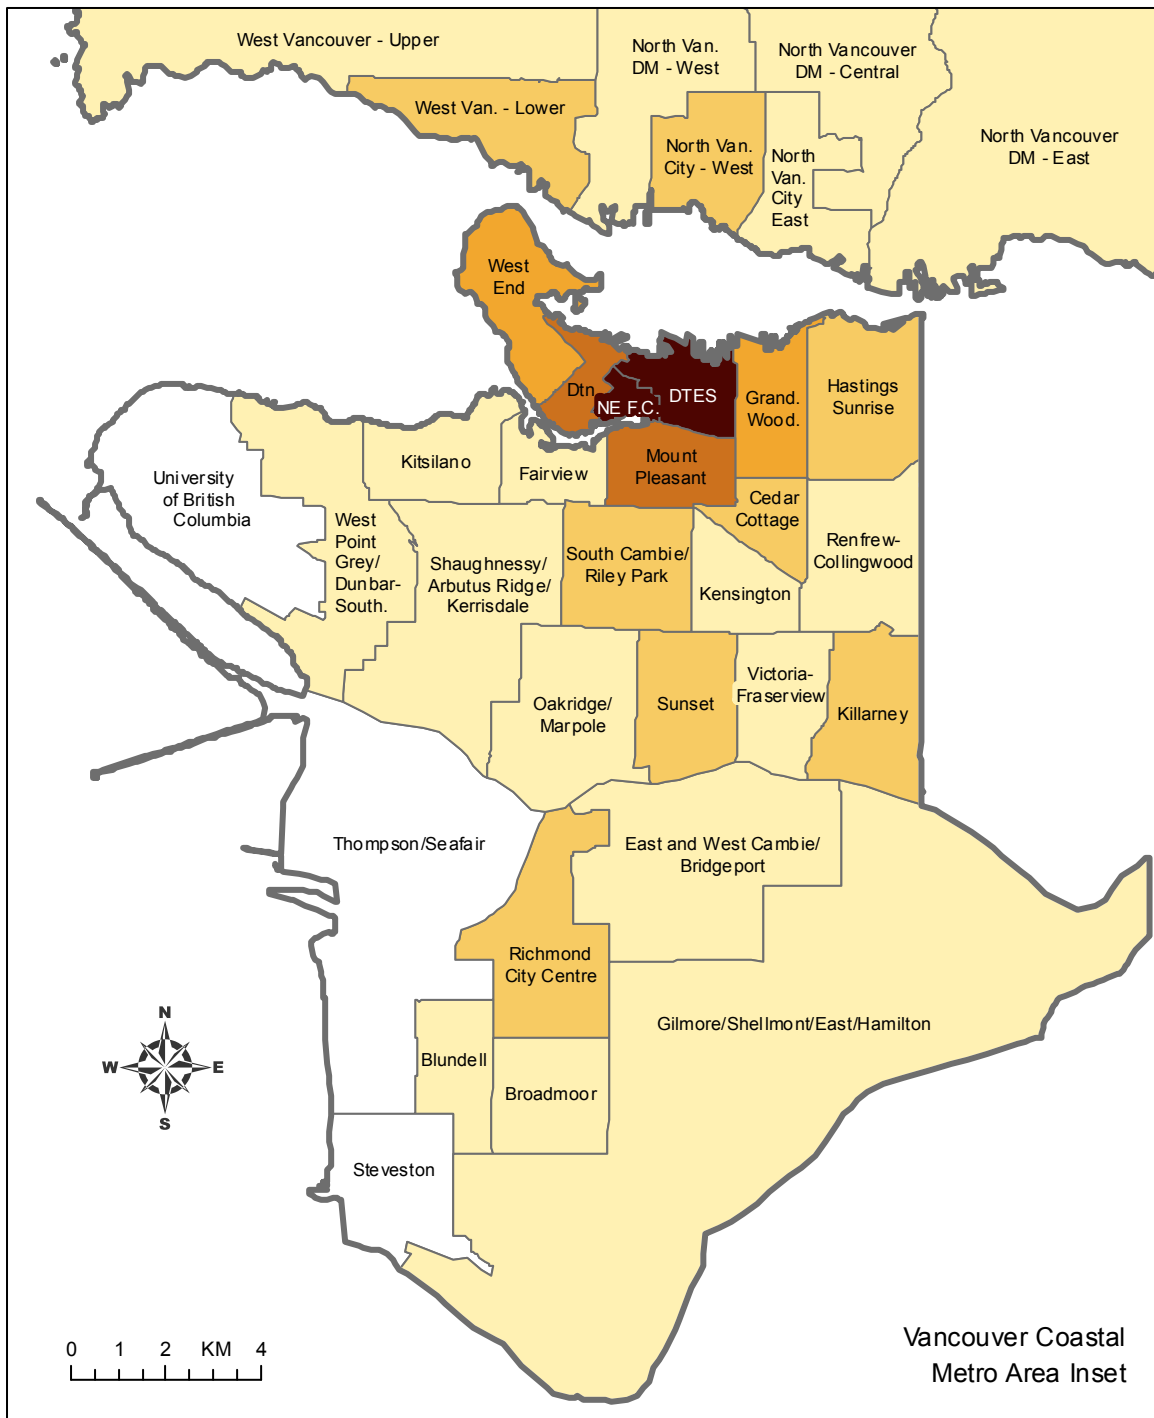 West Vancouver - Upper
North Van.
DM - West
North Vancouver
DM - Central
West Van. - Lower
North Van.
City - West
North
Van.
City
East
North Vancouver
DM - East
West
End
Dtn
NE F.C.
DTES
Grand.
Wood.
Hastings
Sunrise
Kitsilano
Fairview
Mount
Pleasant
University
of British
Columbia
Cedar
Cottage
West
Point
Grey/
Dunbar-
South.
Shaughnessy/
Arbutus Ridge/
Kerrisdale
South Cambie/
Riley Park
Kensington
Renfrew-
Collingwood
Oakridge/
Marpole
Sunset
Victoria-
Fraserview
Killarney
Thompson/Seafair
East and West Cambie/
Bridgeport
Richmond
City Centre
Gilmore/Shellmont/East/Hamilton
N
W E
S
Blundell
Broadmoor
Steveston
0 1 2 KM 4
Vancouver Coastal
Metro Area Inset